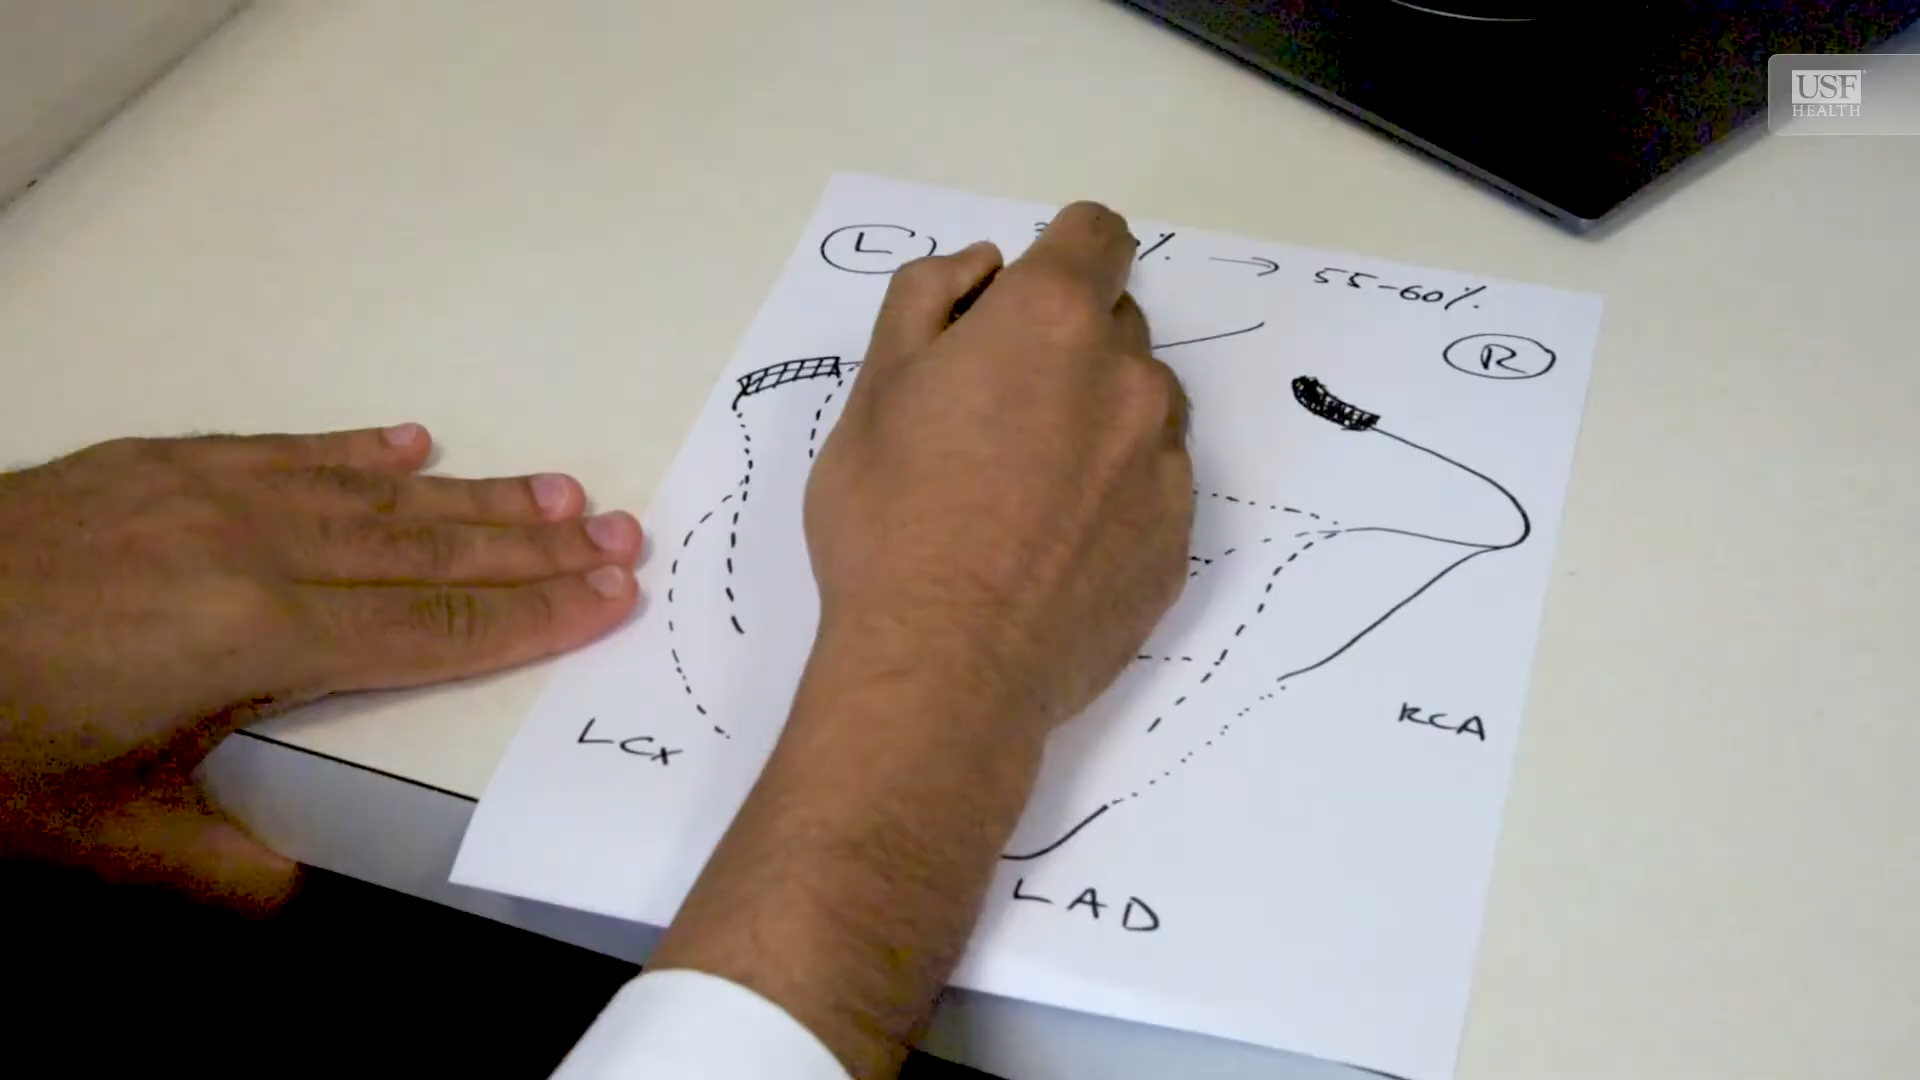 USF
HEALTH
L
% → 55-60%
R
RCA
LCX
LAD